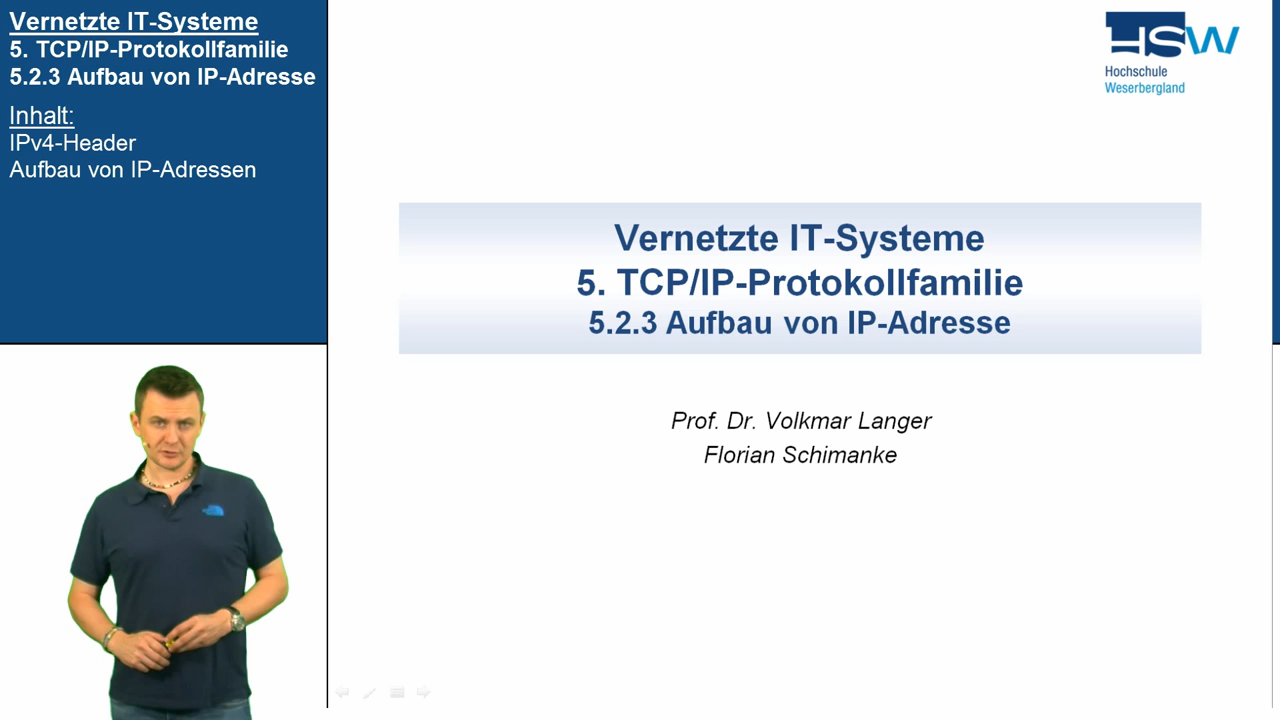 Vernetzte IT-Systeme
5. TCP/IP-Protokollfamilie
5.2.3 Aufbau von IP-Adresse
Inhalt:
IPv4-Header
Aufbau von IP-Adressen
HSW
Hochschule
Weserbergland
Vernetzte IT-Systeme
5. TCP/IP-Protokollfamilie
5.2.3 Aufbau von IP-Adresse
Prof. Dr. Volkmar Langer
Florian Schimanke